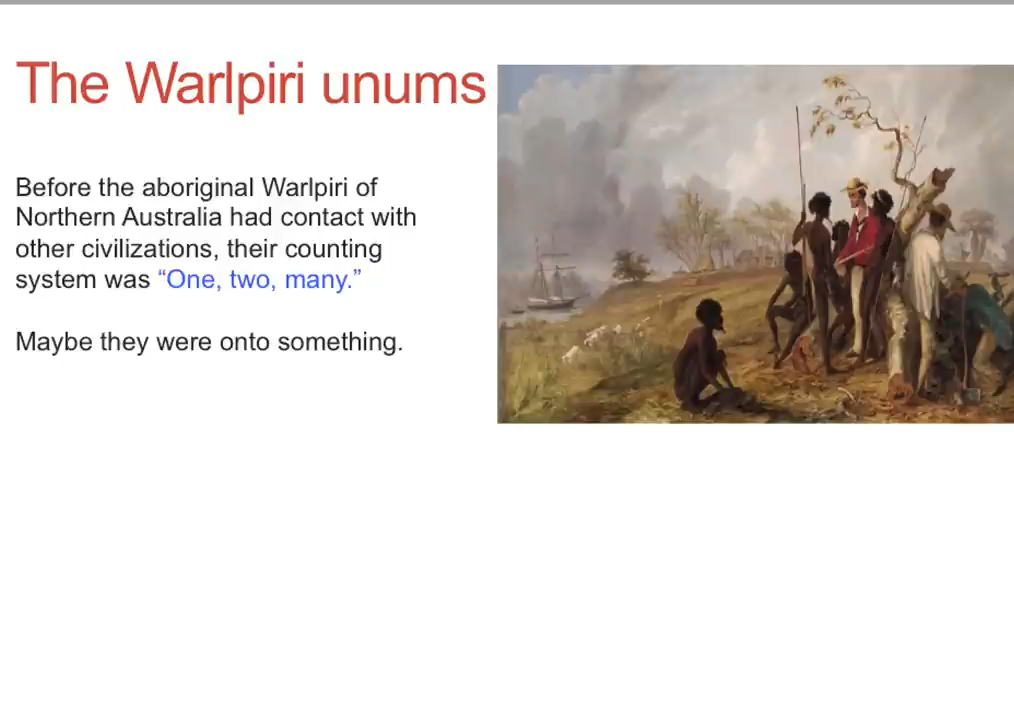 The Warlpiri unums
Before the aboriginal Warlpiri of
Northern Australia had contact with
other civilizations, their counting
system was “One, two, many.”
Maybe they were onto something.